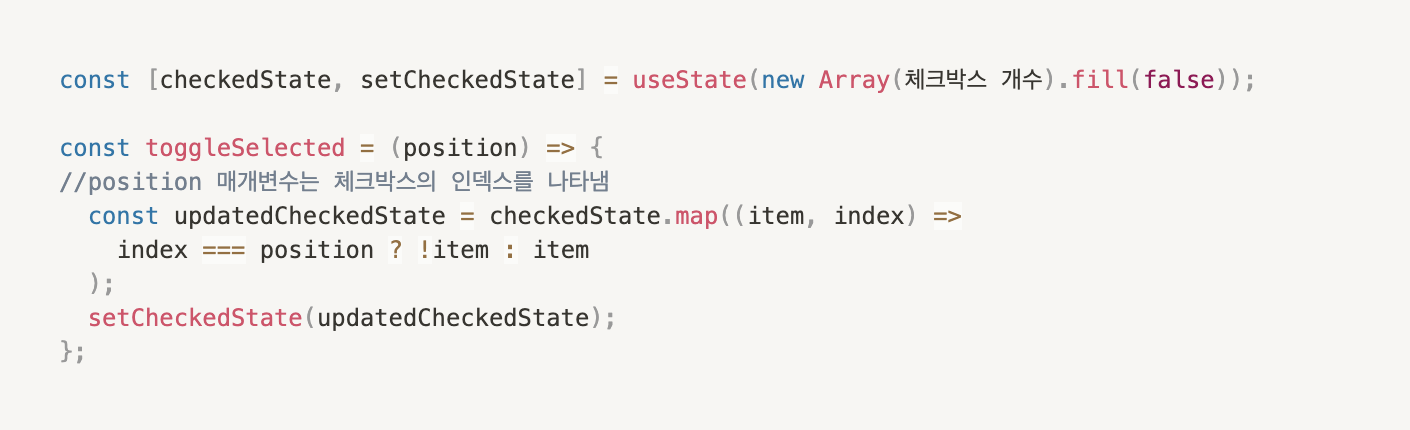 const [checkedState, setCheckedState] = useState(new Array(체크박스 개수).fill(false));
const toggleSelected = (position) => {
//position 매개변수는 체크박스의 인덱스를 나타냄
const updatedCheckedState = checkedState.map((item, index) =>
index === position ? !item : item
);
setCheckedState(updatedCheckedState);
};